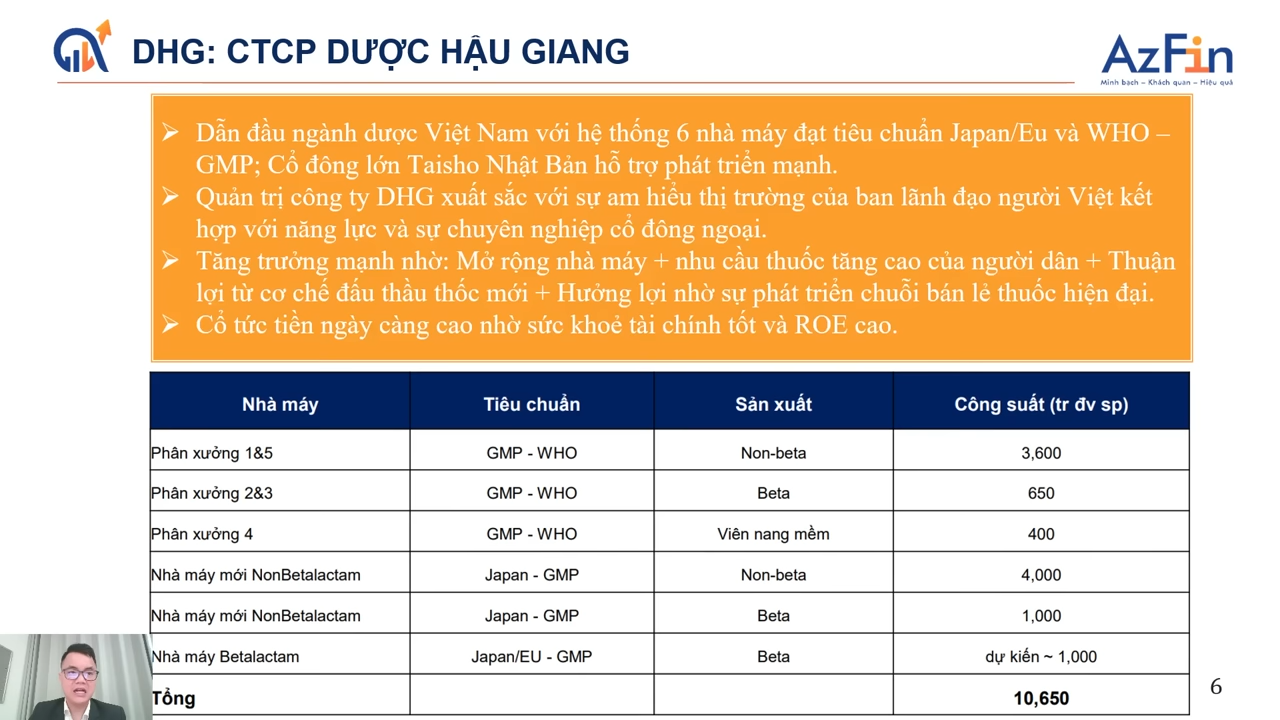 DHG: CTCP DƯỢC HẬU GIANG
AzFin
Minh bạch – Khách quan – Hiệu quả
➢ Dẫn đầu ngành dược Việt Nam với hệ thống 6 nhà máy đạt tiêu chuẩn Japan/Eu và WHO –
GMP; Cổ đông lớn Taisho Nhật Bản hỗ trợ phát triển mạnh.
➢ Quản trị công ty DHG xuất sắc với sự am hiểu thị trường của ban lãnh đạo người Việt kết
hợp với năng lực và sự chuyên nghiệp cổ đông ngoại.
➢ Tăng trưởng mạnh nhờ: Mở rộng nhà máy + nhu cầu thuốc tăng cao của người dân + Thuận
lợi từ cơ chế đấu thầu thốc mới + Hưởng lợi nhờ sự phát triển chuỗi bán lẻ thuốc hiện đại.
➢ Cổ tức tiền ngày càng cao nhờ sức khoẻ tài chính tốt và ROE cao.
Nhà máy Tiêu chuẩn Sản xuất Công suất (tr đv sp)
Phân xưởng 1&5 GMP - WHO Non-beta 3,600
Phân xưởng 2&3 GMP - WHO Beta 650
Phân xưởng 4 GMP - WHO Viên nang mềm 400
Nhà máy mới NonBetalactam Japan - GMP Non-beta 4,000
Nhà máy mới NonBetalactam Japan - GMP Beta 1,000
Nhà máy Betalactam Japan/EU - GMP Beta dự kiến ~ 1,000
Tổng 10,650
6